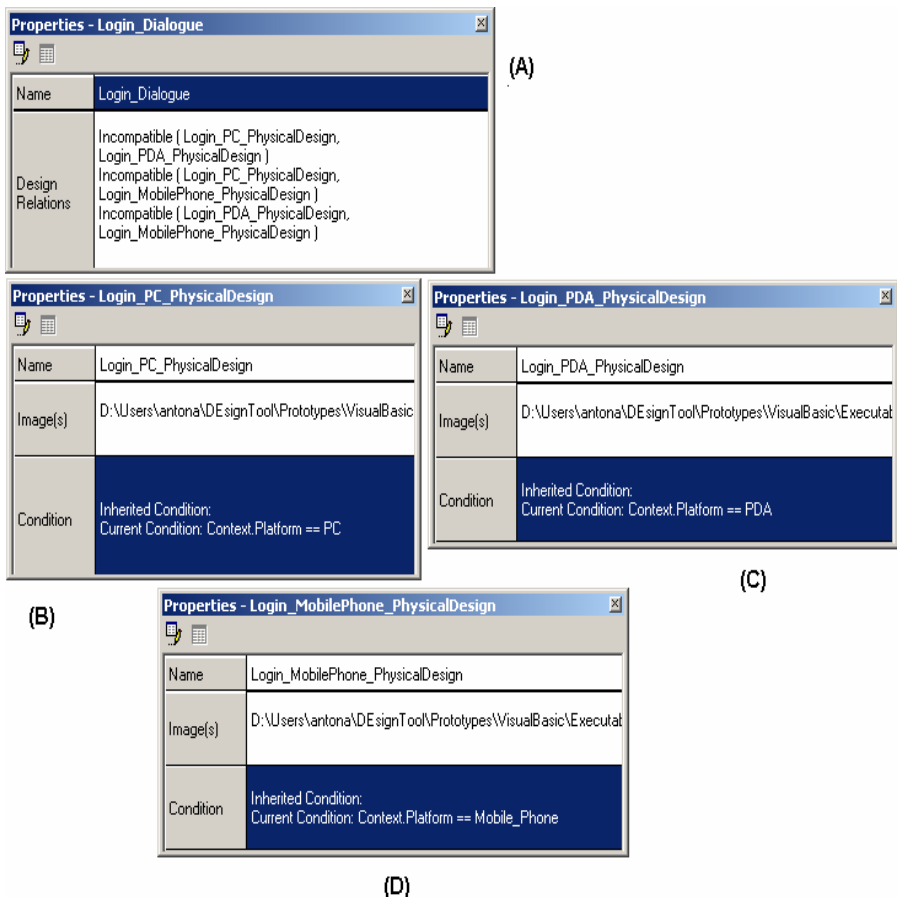 Properties - Login_Dialogue
(A)
Name
Login_Dialogue
Design
Relations
Incompatible ( Login_PC_PhysicalDesign,
Login_PDA_PhysicalDesign )
Incompatible ( Login_PC_PhysicalDesign,
Login_MobilePhone_PhysicalDesign )
Incompatible ( Login_PDA_PhysicalDesign,
Login_MobilePhone_PhysicalDesign )
Properties - Login_PC_PhysicalDesign
Name
Login_PC_PhysicalDesign
Image(s)
D:\Users\antona\DEsignTool\Prototypes\VisualBasic
Condition
Inherited Condition:
Current Condition: Context.Platform == PC
(B)
Properties - Login_PDA_PhysicalDesign
Name
Login_PDA_PhysicalDesign
Image(s)
D:\Users\antona\DEsignTool\Prototypes\VisualBasic\Executab
Condition
Inherited Condition:
Current Condition: Context.Platform == PDA
(C)
Properties - Login_MobilePhone_PhysicalDesign
Name
Login_MobilePhone_PhysicalDesign
Image(s)
D:\Users\antona\DEsignTool\Prototypes\VisualBasic\Executab
Condition
Inherited Condition:
Current Condition: Context.Platform == Mobile_Phone
(D)